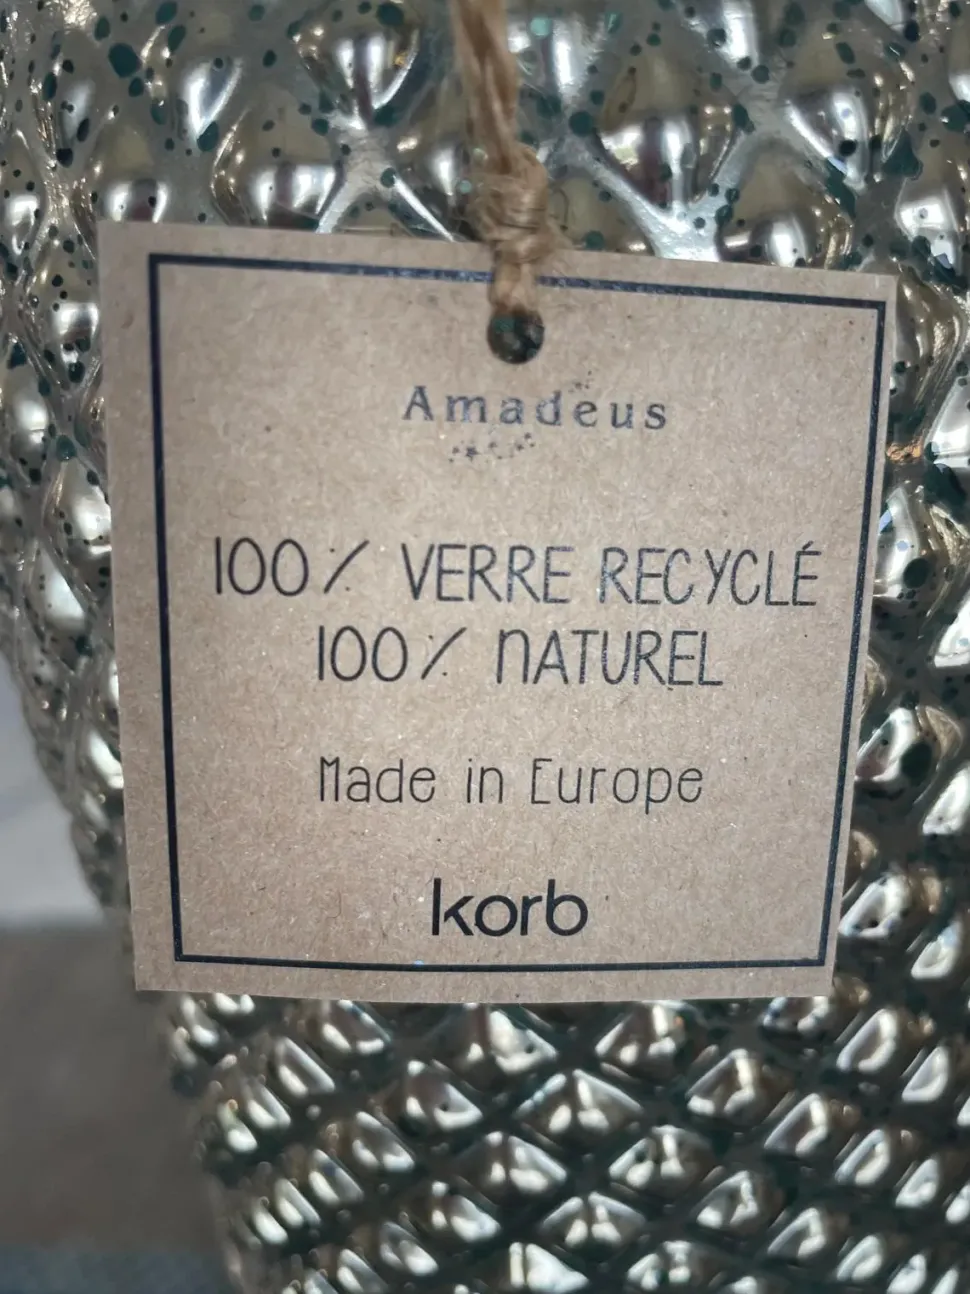 Amadeus
100% VERRE RECYCLÉ
100% NATUREL
Made in Europe
korb